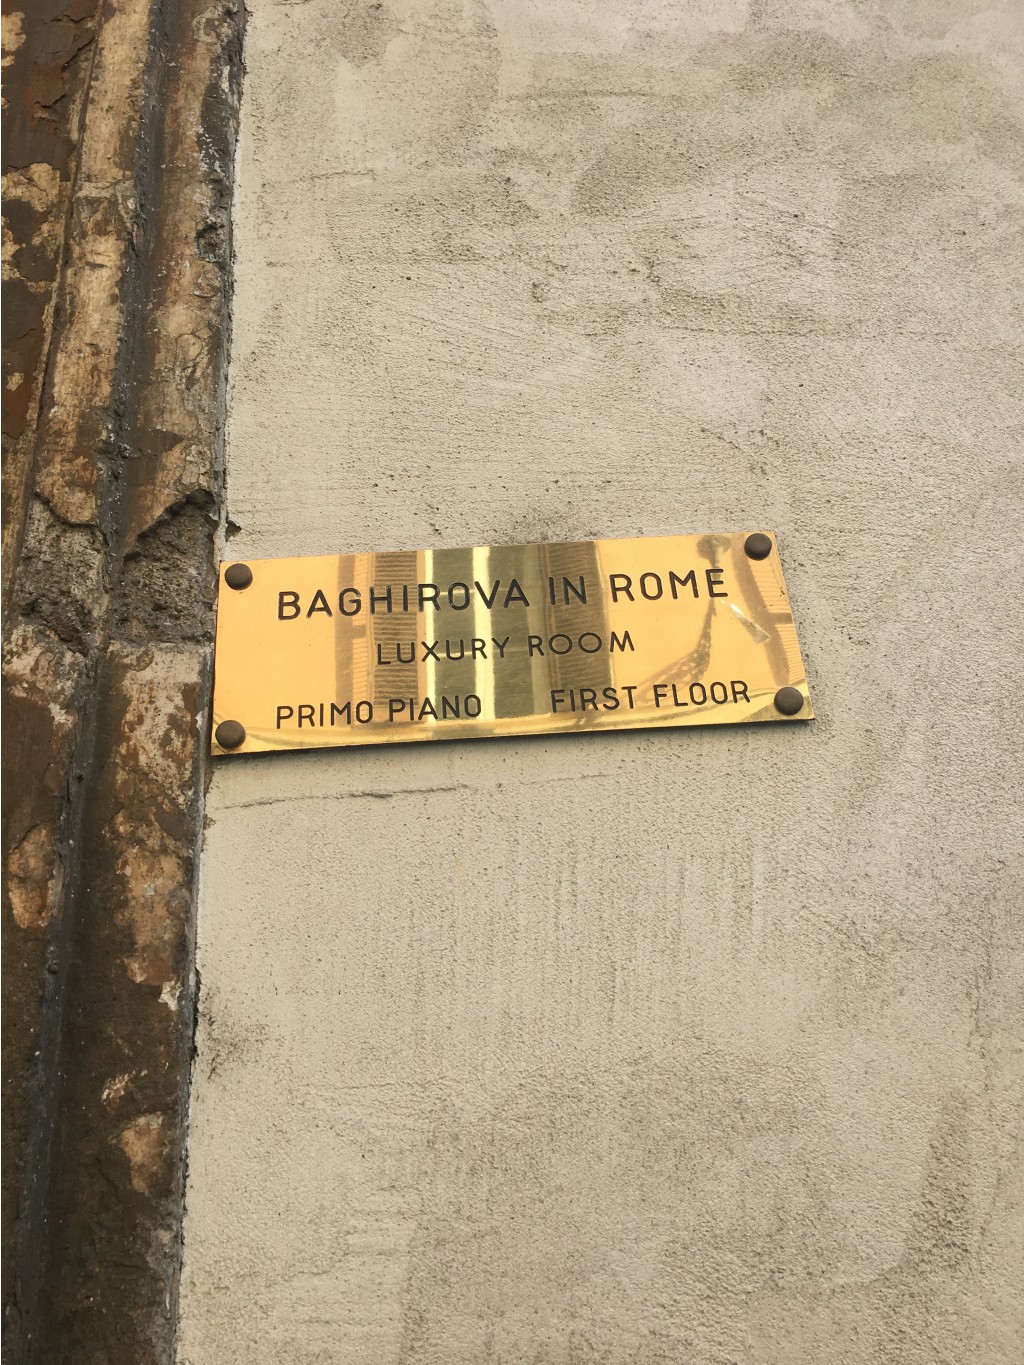 BAGHIROVA IN ROME
LUXURY ROOM
PRIMO PIANO FIRST FLOOR